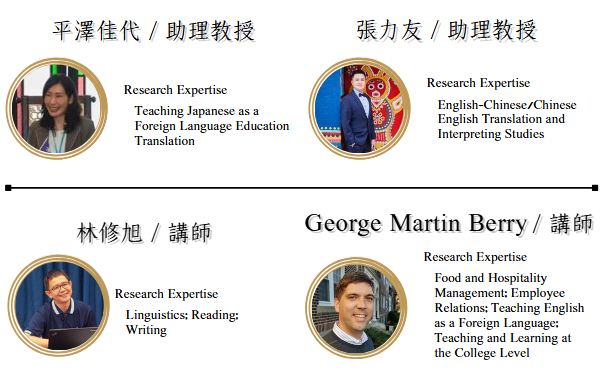 平澤佳代 / 助理教授
Research Expertise
Teaching Japanese as a
Foreign Language Education
Translation
張力友 / 助理教授
Research Expertise
English-Chinese/Chinese
English Translation and
Interpreting Studies
林修旭 / 講師
Research Expertise
Linguistics; Reading;
Writing
George Martin Berry / 講師
Research Expertise
Food and Hospitality
Management; Employee
Relations; Teaching English
as a Foreign Language;
Teaching and Learning at
the College Level